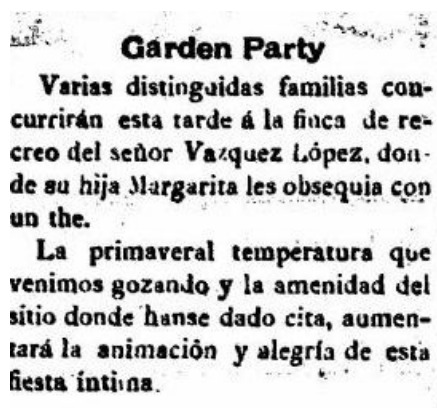 Garden Party
Varias distinguidas familias con-
currirán esta tarde á la finca de re-
creo del señor Vazquez López, don-
de su hija Margarita les obsequia con
un the.
La primaveral temperatura que
venimos gozando y la amenidad del
sitio donde hanse dado cita, aumen-
tará la animación y alegría de esta
fiesta íntima.